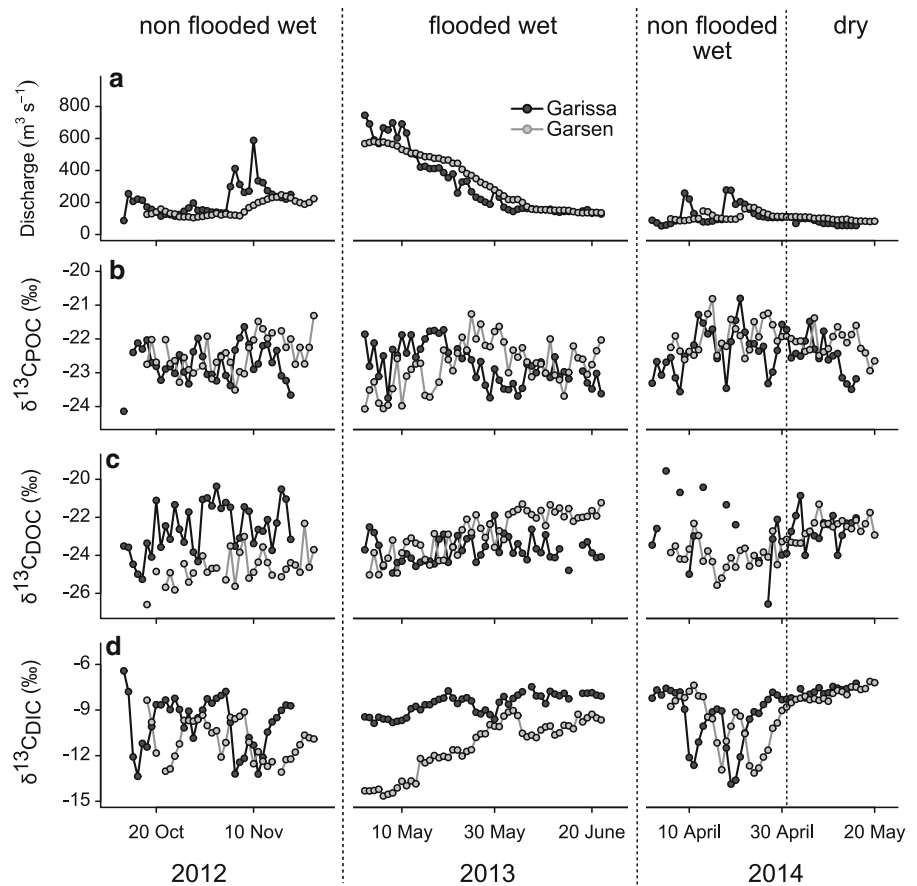 non flooded wet
flooded wet
non flooded
wet
dry
a
Discharge (m³ s⁻¹)
800
600
400
200
0
Garissa
Garsen
b
δ¹³CPOC (‰)
-20
-21
-22
-23
-24
c
δ¹³CDOC (‰)
-20
-22
-24
-26
d
δ¹³CDIC (‰)
-6
-9
-12
-15
20 Oct 10 Nov 10 May 30 May 20 June 10 April 30 April 20 May
2012 2013 2014